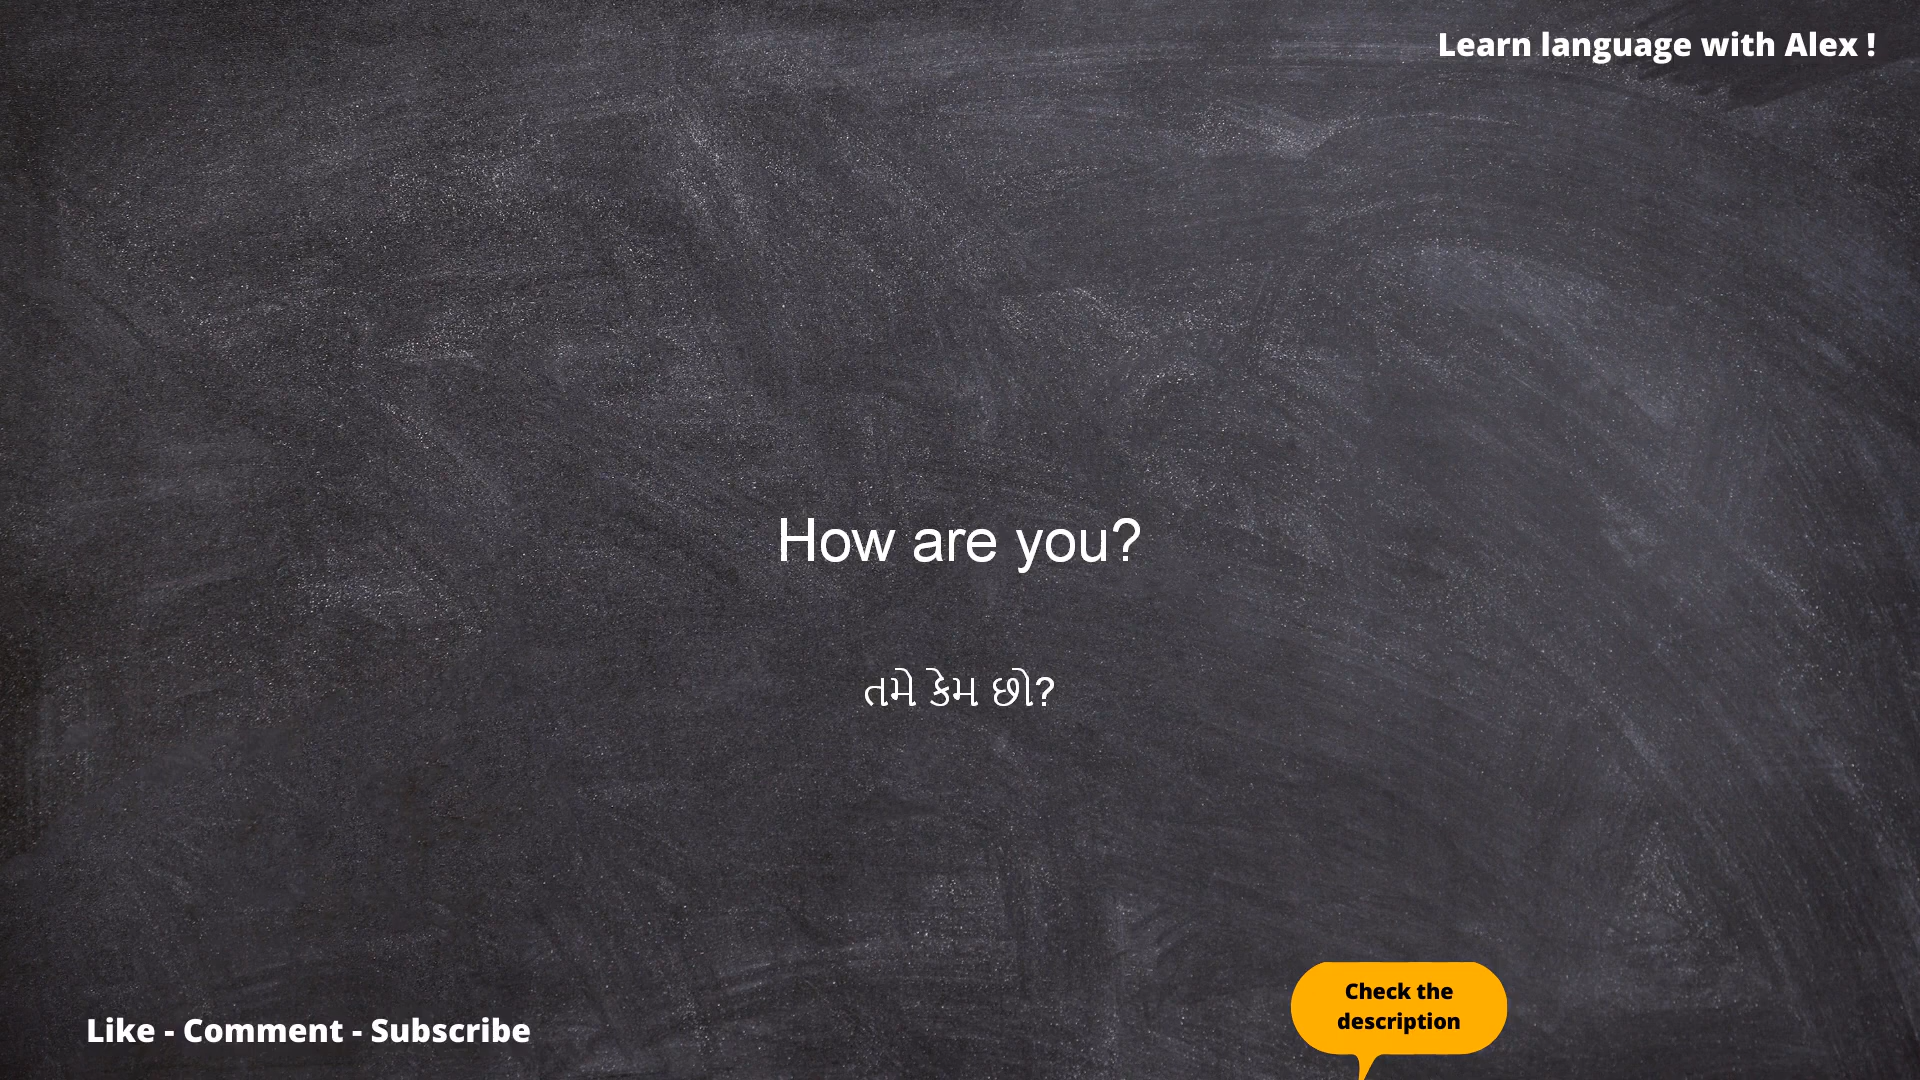 Learn language with Alex !
How are you?
તમે કેમ છો?
Like - Comment - Subscribe
Check the
description